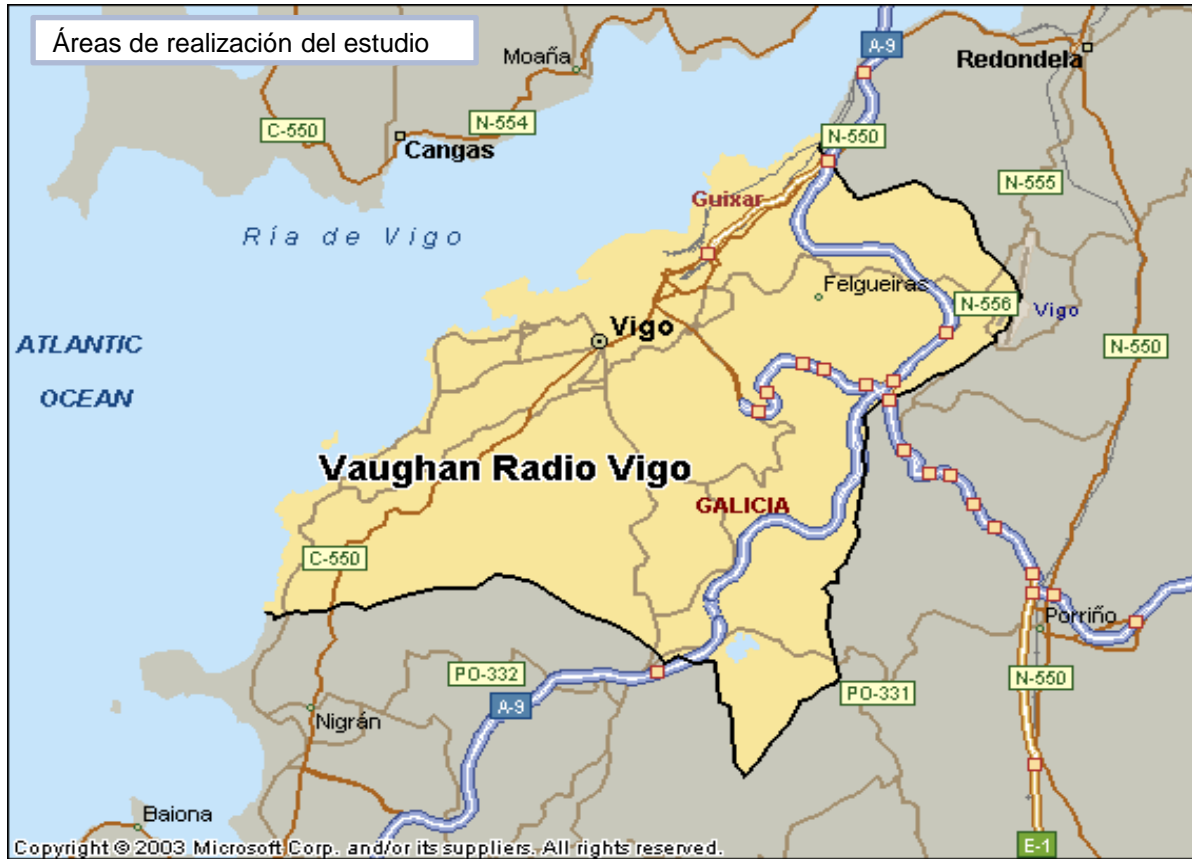 Áreas de realización del estudio
Moaña
A-9
Redondela
C-550
N-554
Cangas
N-550
N-555
Guixar
Ría de Vigo
Felgueiras
N-556
Vigo
Vigo
ATLANTIC
OCEAN
N-550
Vaughan Radio Vigo
GALICIA
C-550
Porriño
PO-332
PO-331
N-550
A-9
Nigrán
Baiona
Copyright © 2003 Microsoft Corp. and/or its suppliers. All rights reserved.
E-1